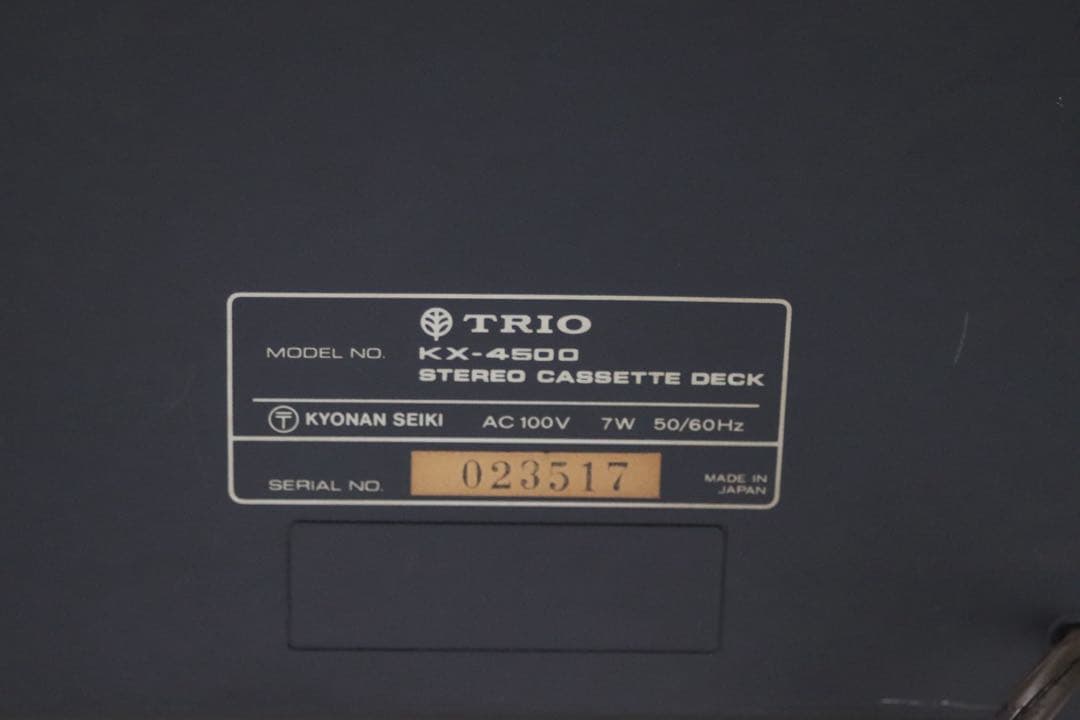 TRIO
MODEL NO. KX-4500
STEREO CASSETTE DECK
〒 KYONAN SEIKI AC 100V 7W 50/60Hz
SERIAL NO. 023517 MADE IN JAPAN